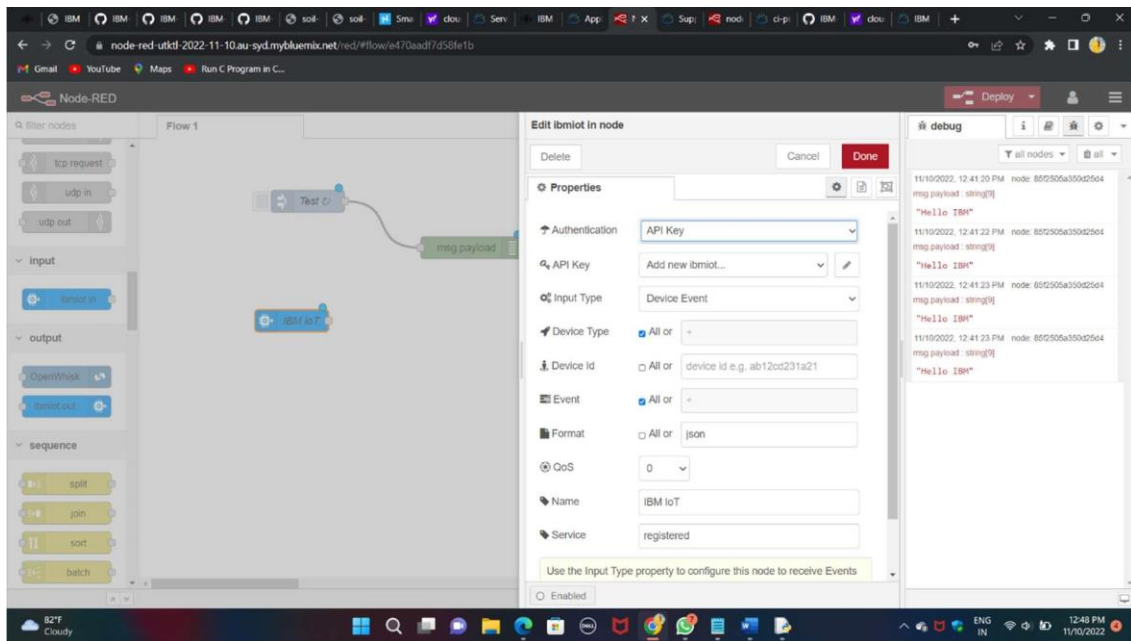 IBM
IBM
IBM
IBM
IBM
soil-
soil-
Sma
clou
Serv
IBM
App
Sup
nod
ci-p
IBM
clou
IBM
node-red-utktl-2022-11-10.au-syd.mybluemix.net/red/#flow/e470aadf7d58fe1b
Gmail YouTube Maps Run C Program in C...
Node-RED
Deploy
filter nodes
Flow 1
tcp request
udp in
udp out
input
ibmiot in
output
OpenWhisk
ibmiot out
sequence
split
join
sort
batch
Test
msg.payload
IBM IoT
Edit ibmiot in node
Delete Cancel Done
Properties
Authentication API Key
API Key Add new ibmiot...
Input Type Device Event
Device Type All or +
Device Id All or device id e.g. ab12cd231a21
Event All or +
Format All or json
QoS 0
Name IBM IoT
Service registered
Use the Input Type property to configure this node to receive Events
Enabled
debug
all nodes all
11/10/2022, 12:41:20 PM node: 85f2505a350d25d4
msg.payload : string[9]
"Hello IBM"
11/10/2022, 12:41:22 PM node: 85f2505a350d25d4
msg.payload : string[9]
"Hello IBM"
11/10/2022, 12:41:23 PM node: 85f2505a350d25d4
msg.payload : string[9]
"Hello IBM"
11/10/2022, 12:41:23 PM node: 85f2505a350d25d4
msg.payload : string[9]
"Hello IBM"
82°F
Cloudy
ENG
IN
12:48 PM
11/10/2022
4